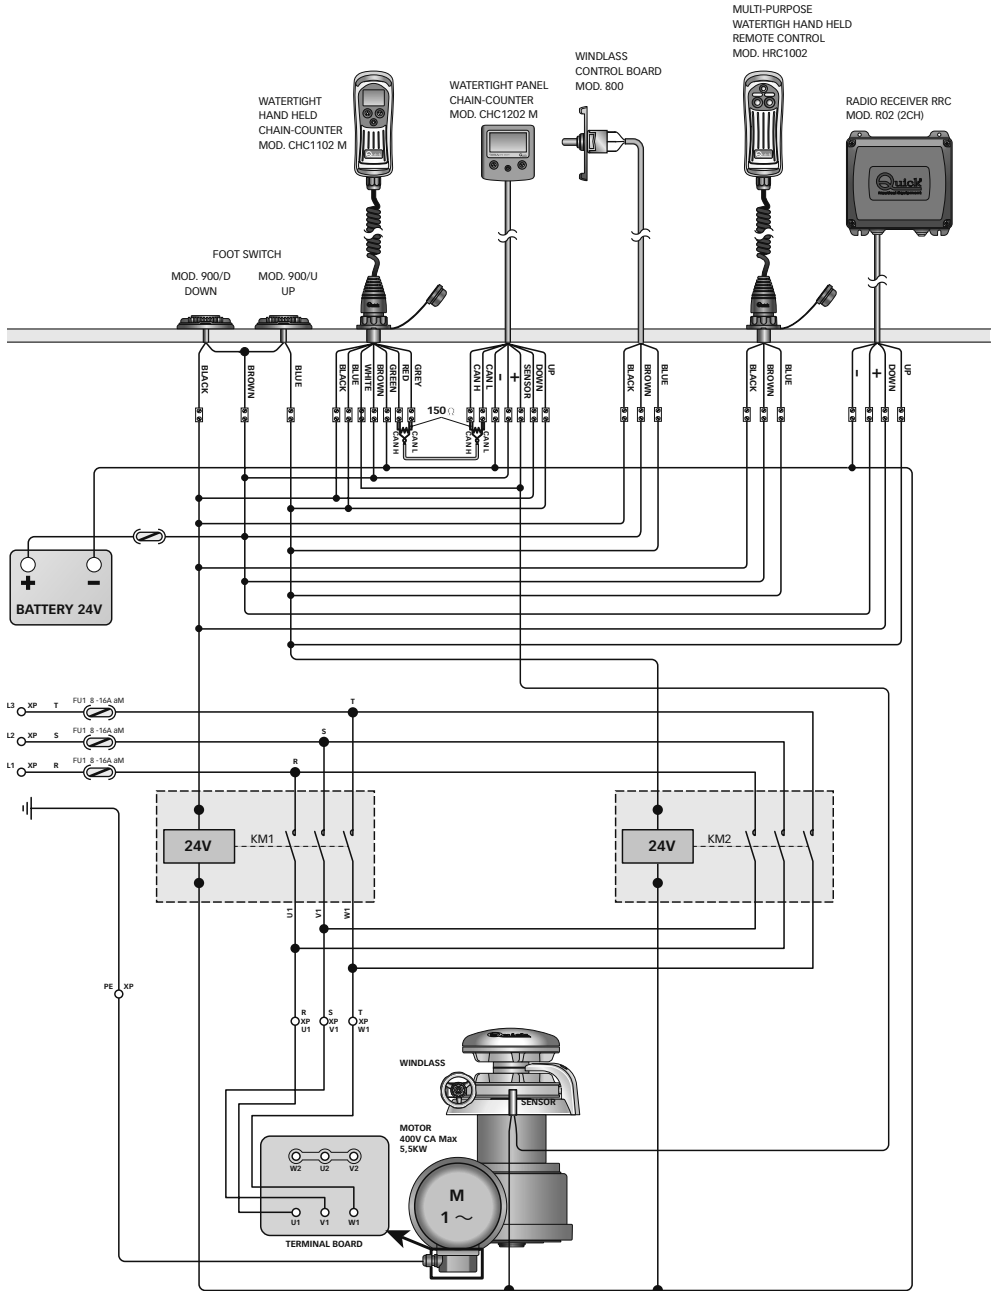 MULTI-PURPOSE
WATERTIGH HAND HELD
REMOTE CONTROL
MOD. HRC1002
WINDLASS
CONTROL BOARD
MOD. 800
WATERTIGHT PANEL
CHAIN-COUNTER
MOD. CHC1202 M
WATERTIGHT
HAND HELD
CHAIN-COUNTER
MOD. CHC1102 M
RADIO RECEIVER RRC
MOD. R02 (2CH)
Quick
Nautical Equipment
FOOT SWITCH
MOD. 900/D
DOWN
MOD. 900/U
UP
BLACK
BROWN
BLUE
BLACK
BLUE
WHITE
BROWN
GREEN
RED
GREY
CAN H
CAN L
-
+
SENSOR
DOWN
UP
BLACK
BROWN
BLUE
BLACK
BROWN
BLUE
-
+
DOWN
UP
150 Ω
CAN H
CAN L
CAN H
CAN L
+
-
BATTERY 24V
L3 XP T FU1 8 -16A aM T
L2 XP S FU1 8 -16A aM S
L1 XP R FU1 8 -16A aM R
24V KM1
24V KM2
U1
V1
W1
PE XP
R
XP
U1
S
XP
V1
T
XP
W1
WINDLASS
SENSOR
MOTOR
400V CA Max
5,5KW
W2 U2 V2
U1 V1 W1
TERMINAL BOARD
M
1 ~